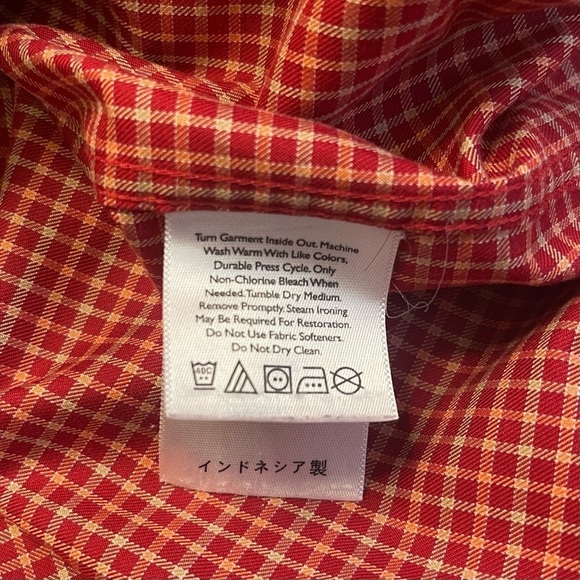 Turn Garment Inside Out. Machine
Wash Warm With Like Colors,
Durable Press Cycle. Only
Non-Chlorine Bleach When
Needed. Tumble Dry Medium.
Remove Promptly. Steam Ironing
May Be Required For Restoration.
Do Not Use Fabric Softeners.
Do Not Dry Clean.
40C
インドネシア製